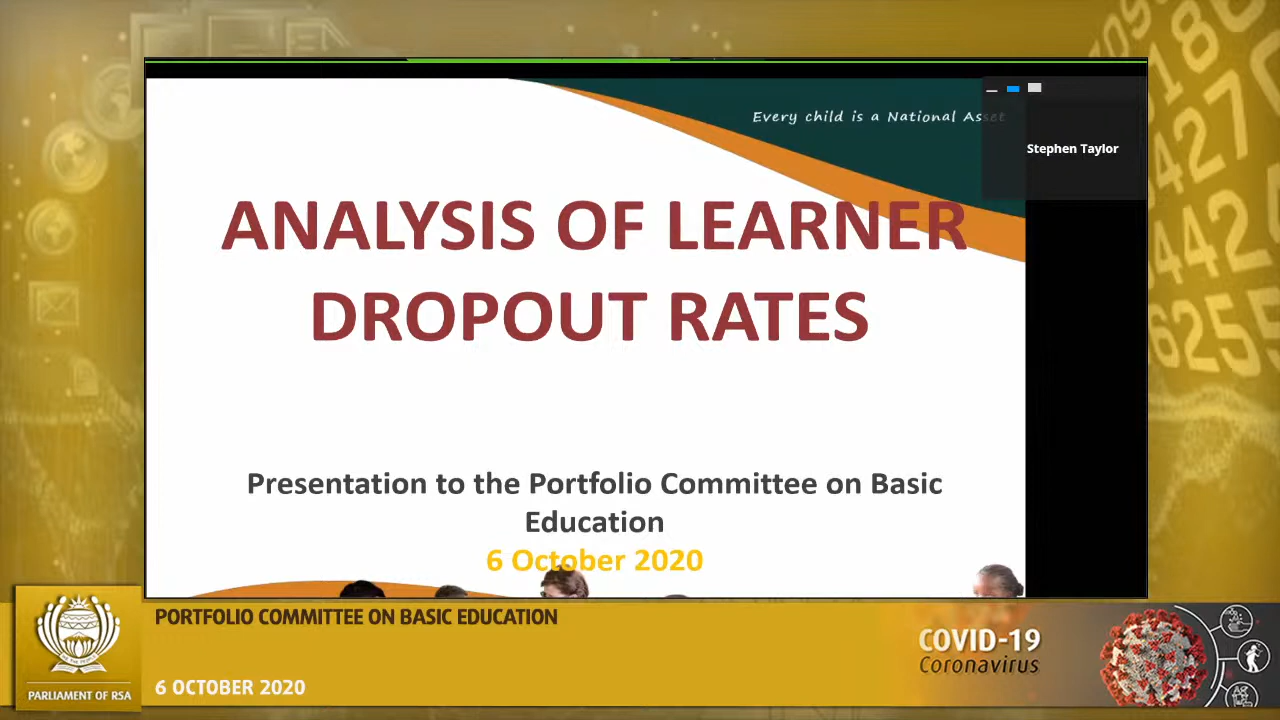 Every child is a National Asset
Stephen Taylor
ANALYSIS OF LEARNER
DROPOUT RATES
Presentation to the Portfolio Committee on Basic
Education
6 October 2020
PORTFOLIO COMMITTEE ON BASIC EDUCATION
6 OCTOBER 2020
PARLIAMENT OF RSA
COVID-19
Coronavirus